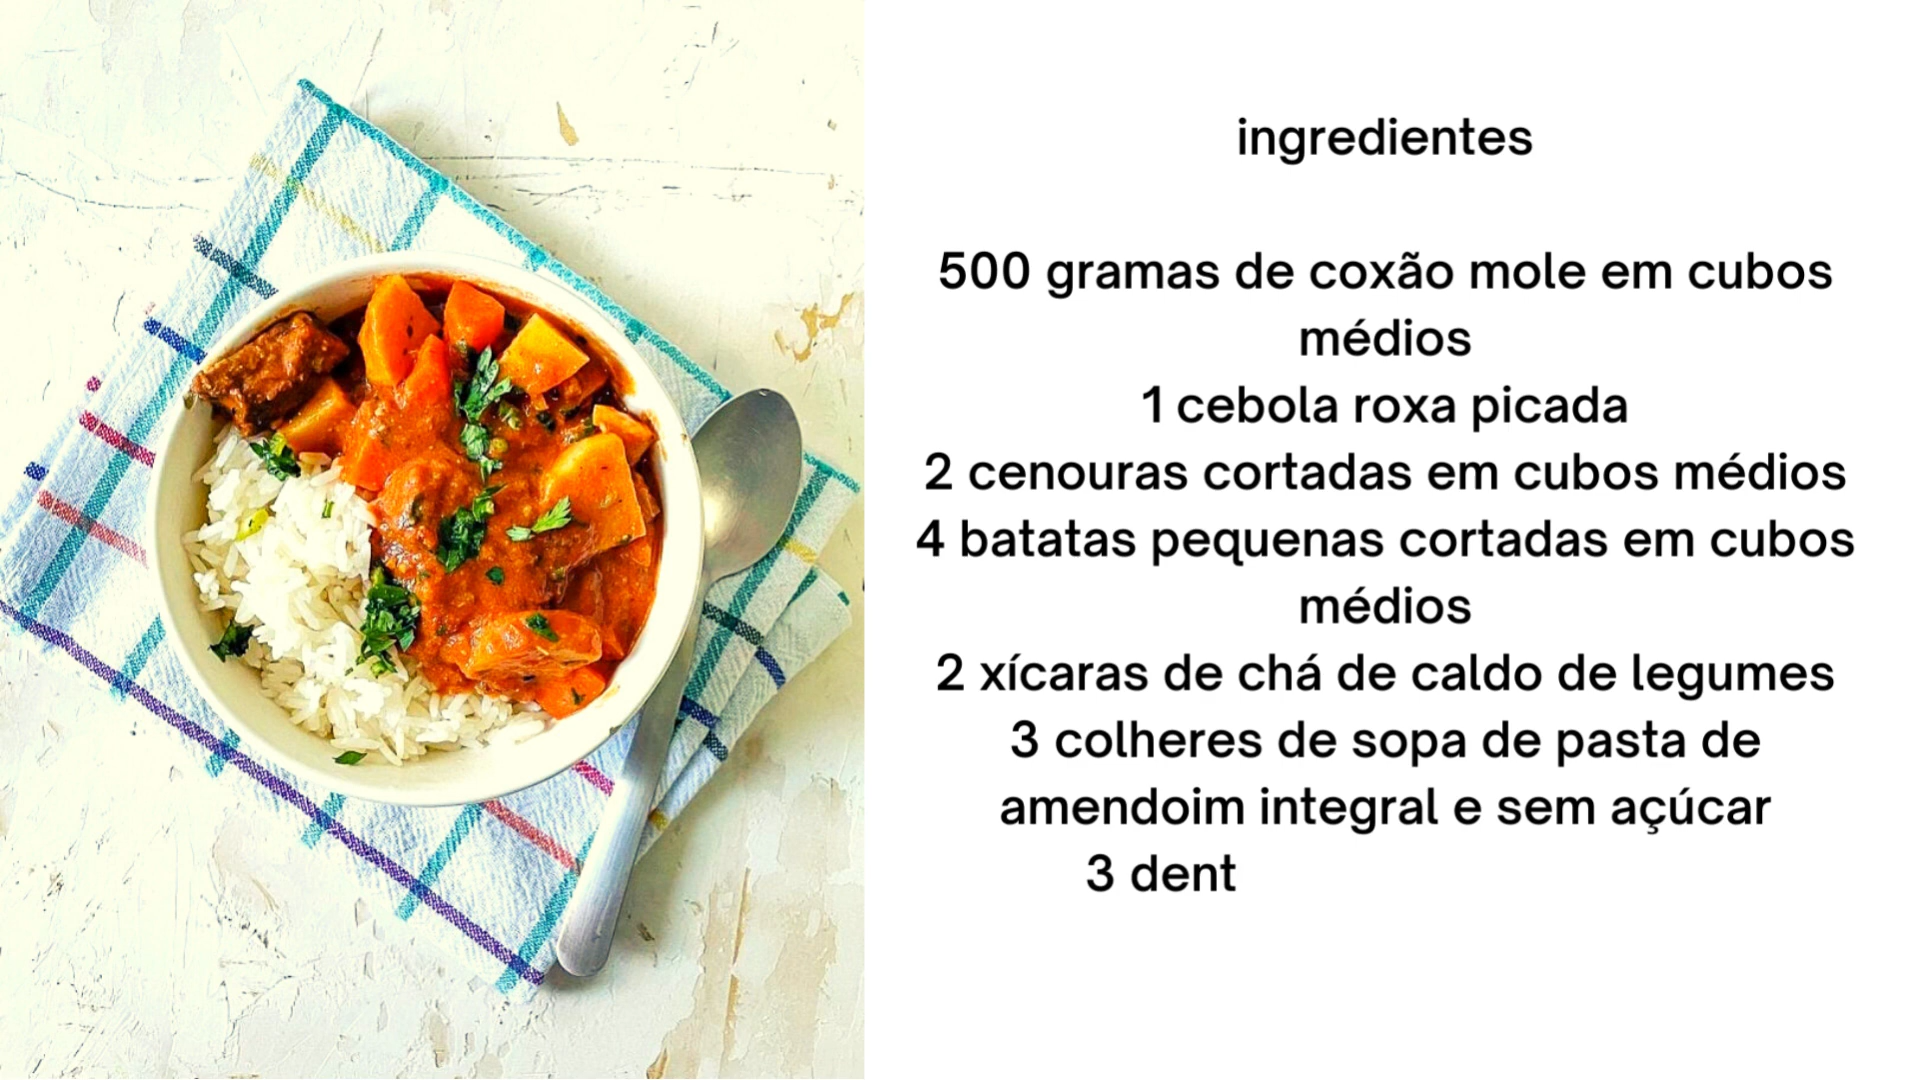 ingredientes
500 gramas de coxão mole em cubos
médios
1 cebola roxa picada
2 cenouras cortadas em cubos médios
4 batatas pequenas cortadas em cubos
médios
2 xícaras de chá de caldo de legumes
3 colheres de sopa de pasta de
amendoim integral e sem açúcar
3 dent